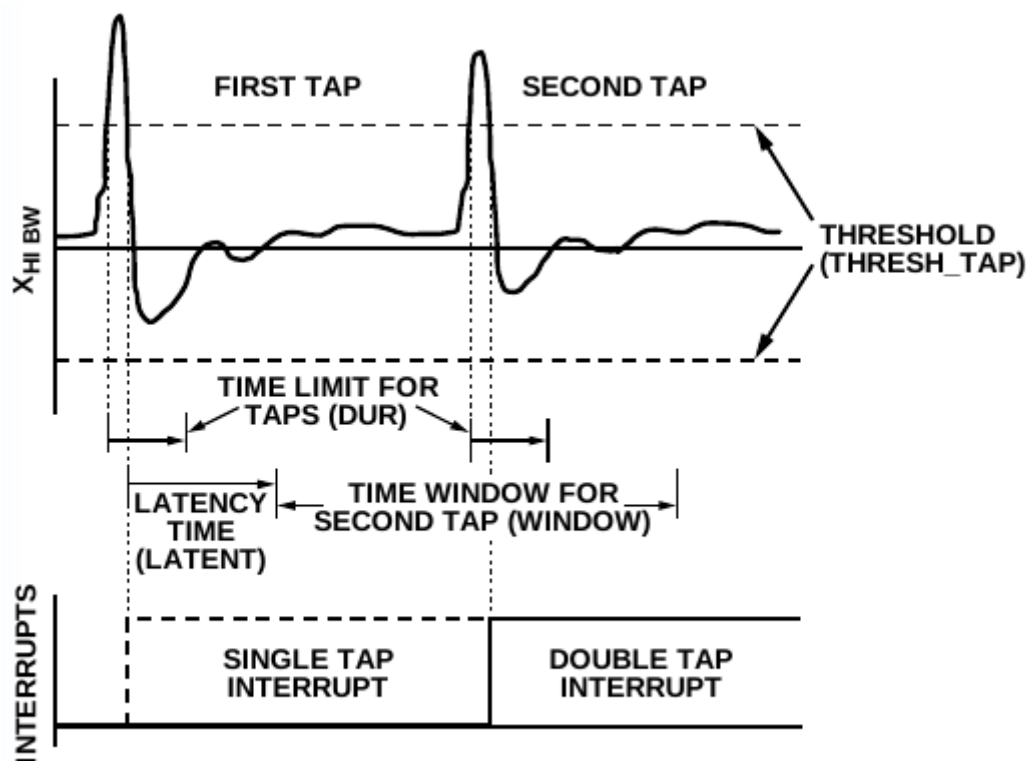 FIRST TAP
SECOND TAP
X HI BW
THRESHOLD
(THRESH_TAP)
TIME LIMIT FOR
TAPS (DUR)
LATENCY
TIME
(LATENT)
TIME WINDOW FOR
SECOND TAP (WINDOW)
INTERRUPTS
SINGLE TAP
INTERRUPT
DOUBLE TAP
INTERRUPT